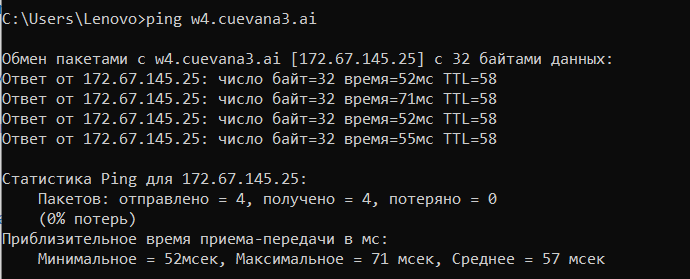 C:\Users\Lenovo>ping w4.cuevana3.ai
Обмен пакетами с w4.cuevana3.ai [172.67.145.25] с 32 байтами данных:
Ответ от 172.67.145.25: число байт=32 время=52мс TTL=58
Ответ от 172.67.145.25: число байт=32 время=71мс TTL=58
Ответ от 172.67.145.25: число байт=32 время=52мс TTL=58
Ответ от 172.67.145.25: число байт=32 время=55мс TTL=58
Статистика Ping для 172.67.145.25:
Пакетов: отправлено = 4, получено = 4, потеряно = 0
(0% потерь)
Приблизительное время приема-передачи в мс:
Минимальное = 52мсек, Максимальное = 71 мсек, Среднее = 57 мсек